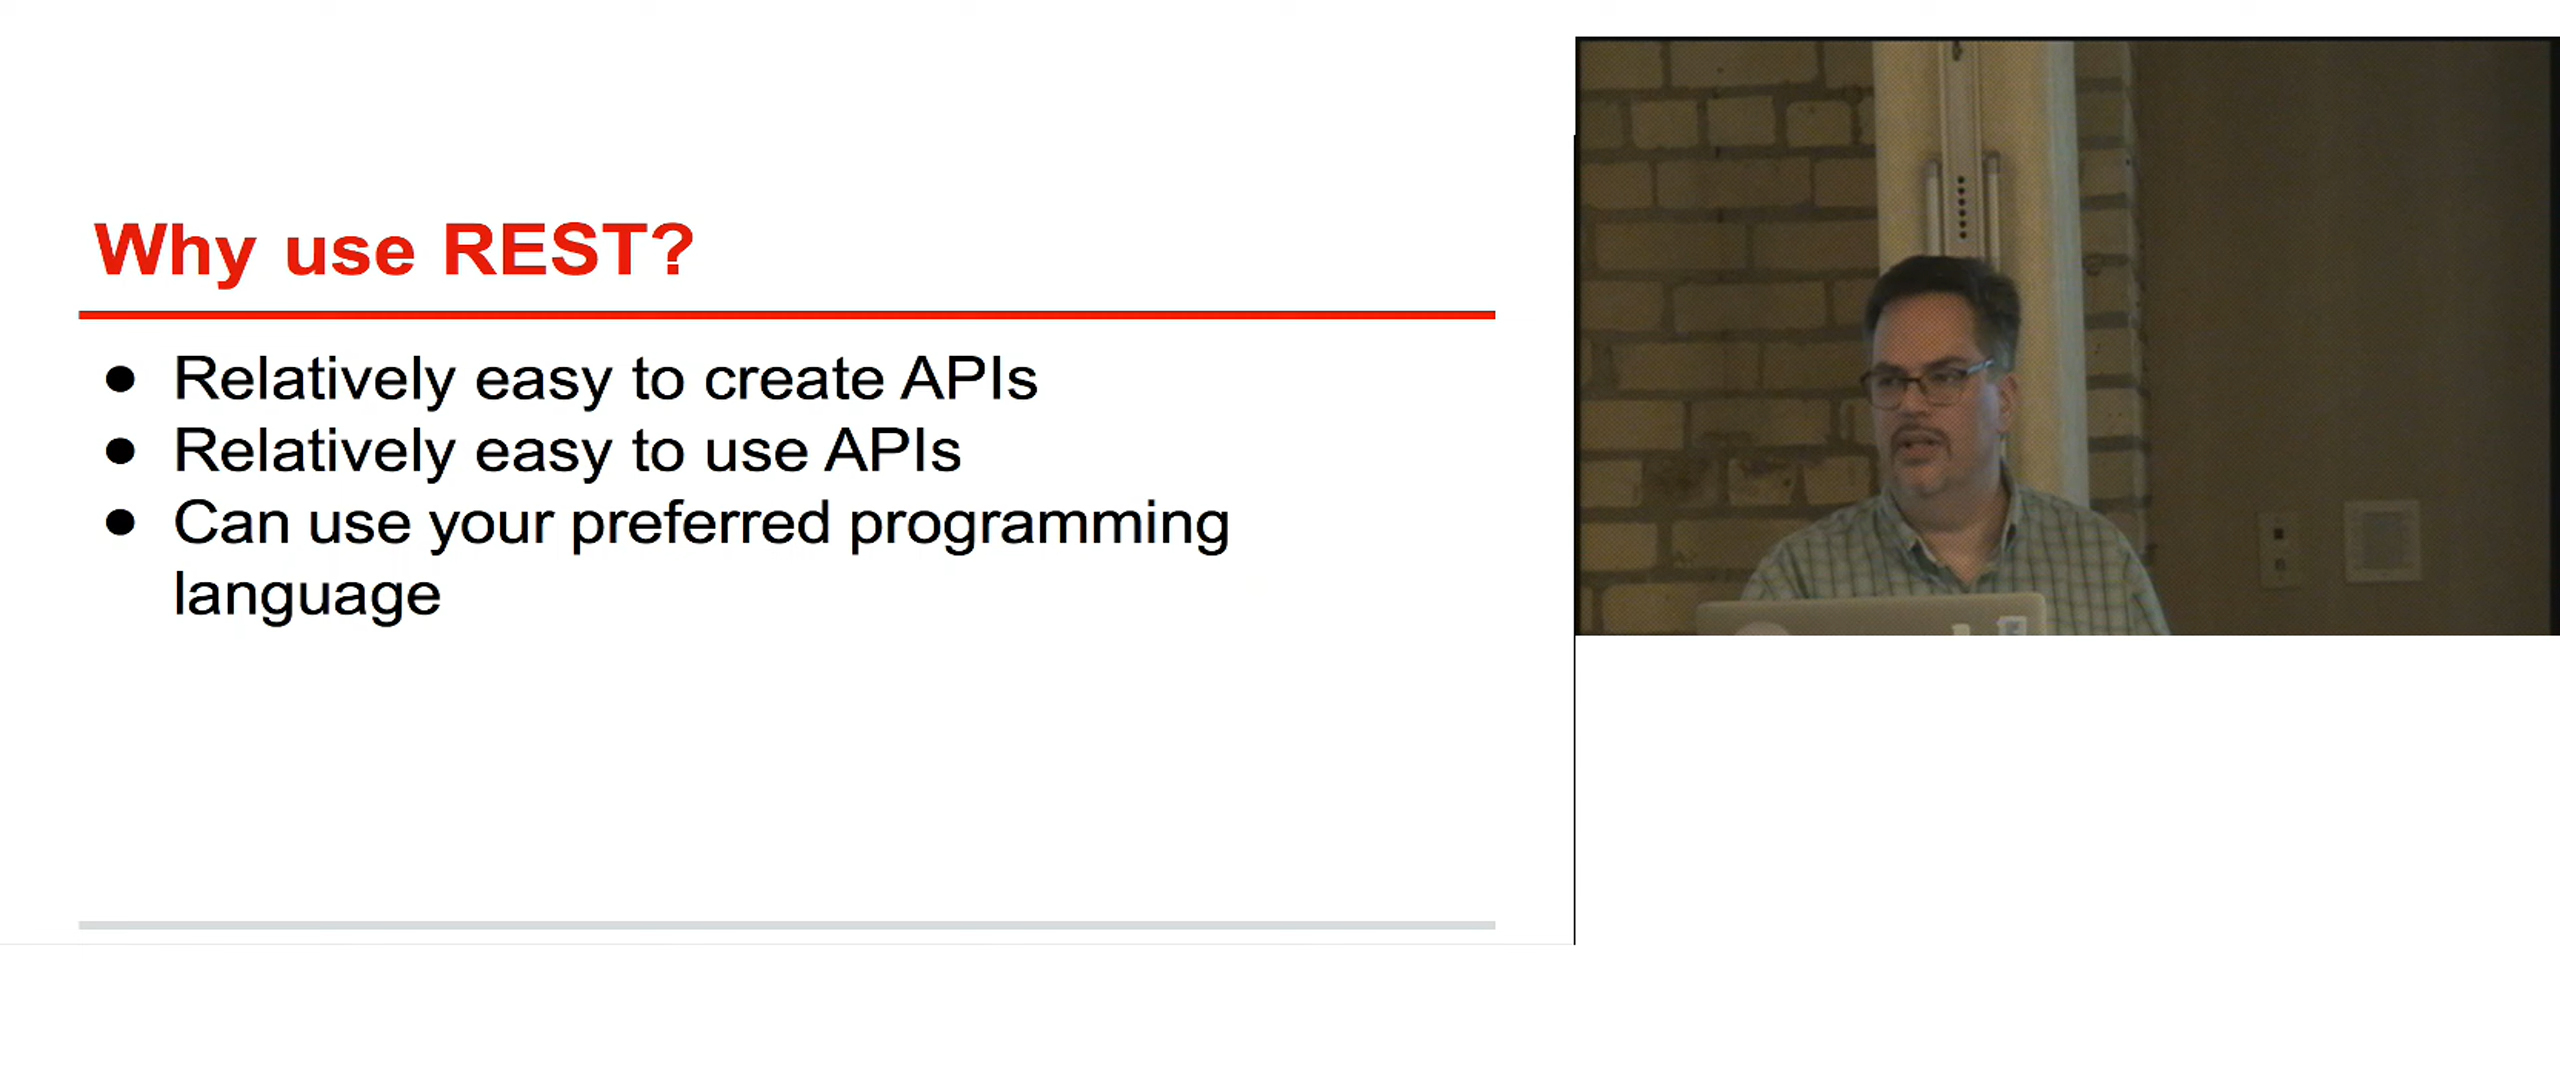 Why use REST?
● Relatively easy to create APIs
● Relatively easy to use APIs
● Can use your preferred programming
language